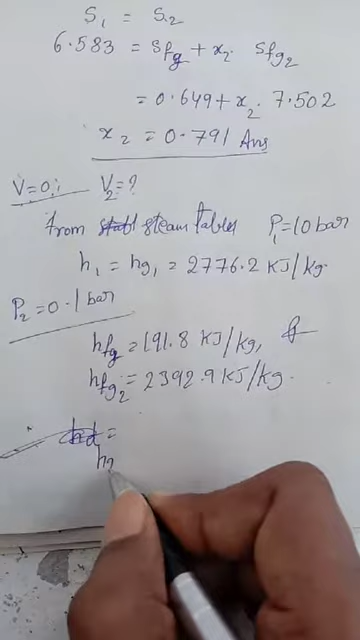 S₁ = S₂
6.583 = Sfg + x₂. Sfg₂
= 0.649 + x₂. 7.502
x₂ = 0.791 Ans
V=0, V₂=?
from steam tables P₁=10 bar
h₁ = hg₁ = 2776.2 KJ/kg.
P₂ = 0.1 bar
hfg = 191.8 KJ/kg,
hfg₂ = 2392.9 KJ/kg.
=
h₂